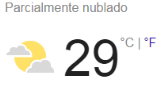 Parcialmente nublado
29 °C | °F